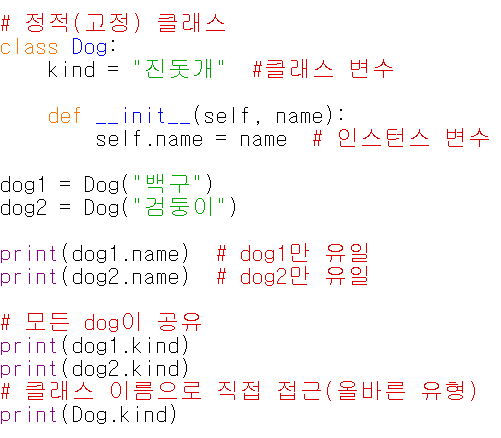 # 정적(고정) 클래스
class Dog:
    kind = "진돗개"  #클래스 변수

    def __init__(self, name):
        self.name = name  # 인스턴스 변수

dog1 = Dog("백구")
dog2 = Dog("검둥이")

print(dog1.name)  # dog1만 유일
print(dog2.name)  # dog2만 유일

# 모든 dog이 공유
print(dog1.kind)
print(dog2.kind)
# 클래스 이름으로 직접 접근(올바른 유형)
print(Dog.kind)